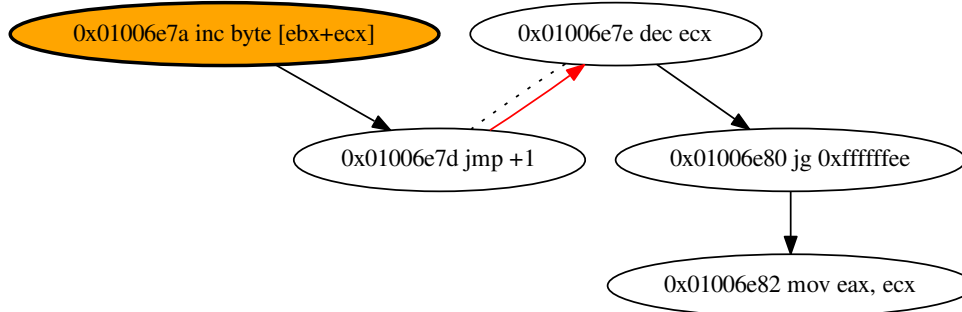 0x01006e7a inc byte [ebx+ecx]
0x01006e7e dec ecx
0x01006e7d jmp +1
0x01006e80 jg 0xffffffee
0x01006e82 mov eax, ecx